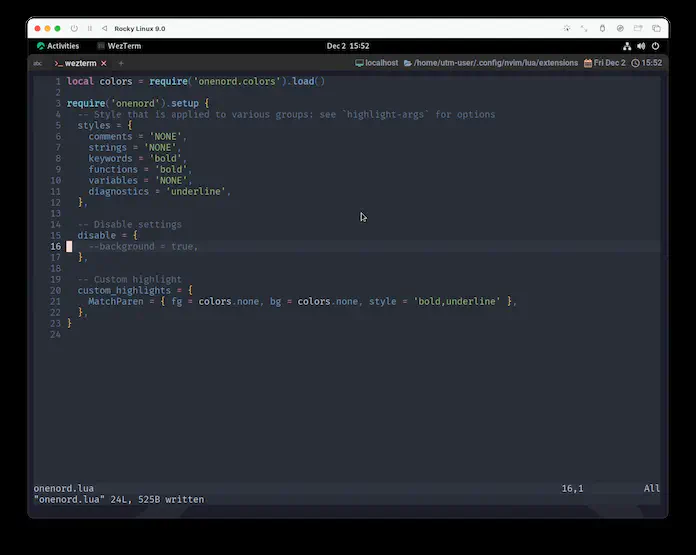 Rocky Linux 9.0
Activities WezTerm Dec 2 15:52
wezterm × + localhost /home/utm-user/.config/nvim/lua/extensions Fri Dec 2 15:52
1 local colors = require('onenord.colors').load()
2
3 require('onenord').setup {
4 -- Style that is applied to various groups: see `highlight-args` for options
5 styles = {
6 comments = 'NONE',
7 strings = 'NONE',
8 keywords = 'bold',
9 functions = 'bold',
10 variables = 'NONE',
11 diagnostics = 'underline',
12 },
13
14 -- Disable settings
15 disable = {
16 --background = true,
17 },
18
19 -- Custom highlight
20 custom_highlights = {
21 MatchParen = { fg = colors.none, bg = colors.none, style = 'bold,underline' },
22 },
23 }
24
onenord.lua 16,1 All
"onenord.lua" 24L, 525B written